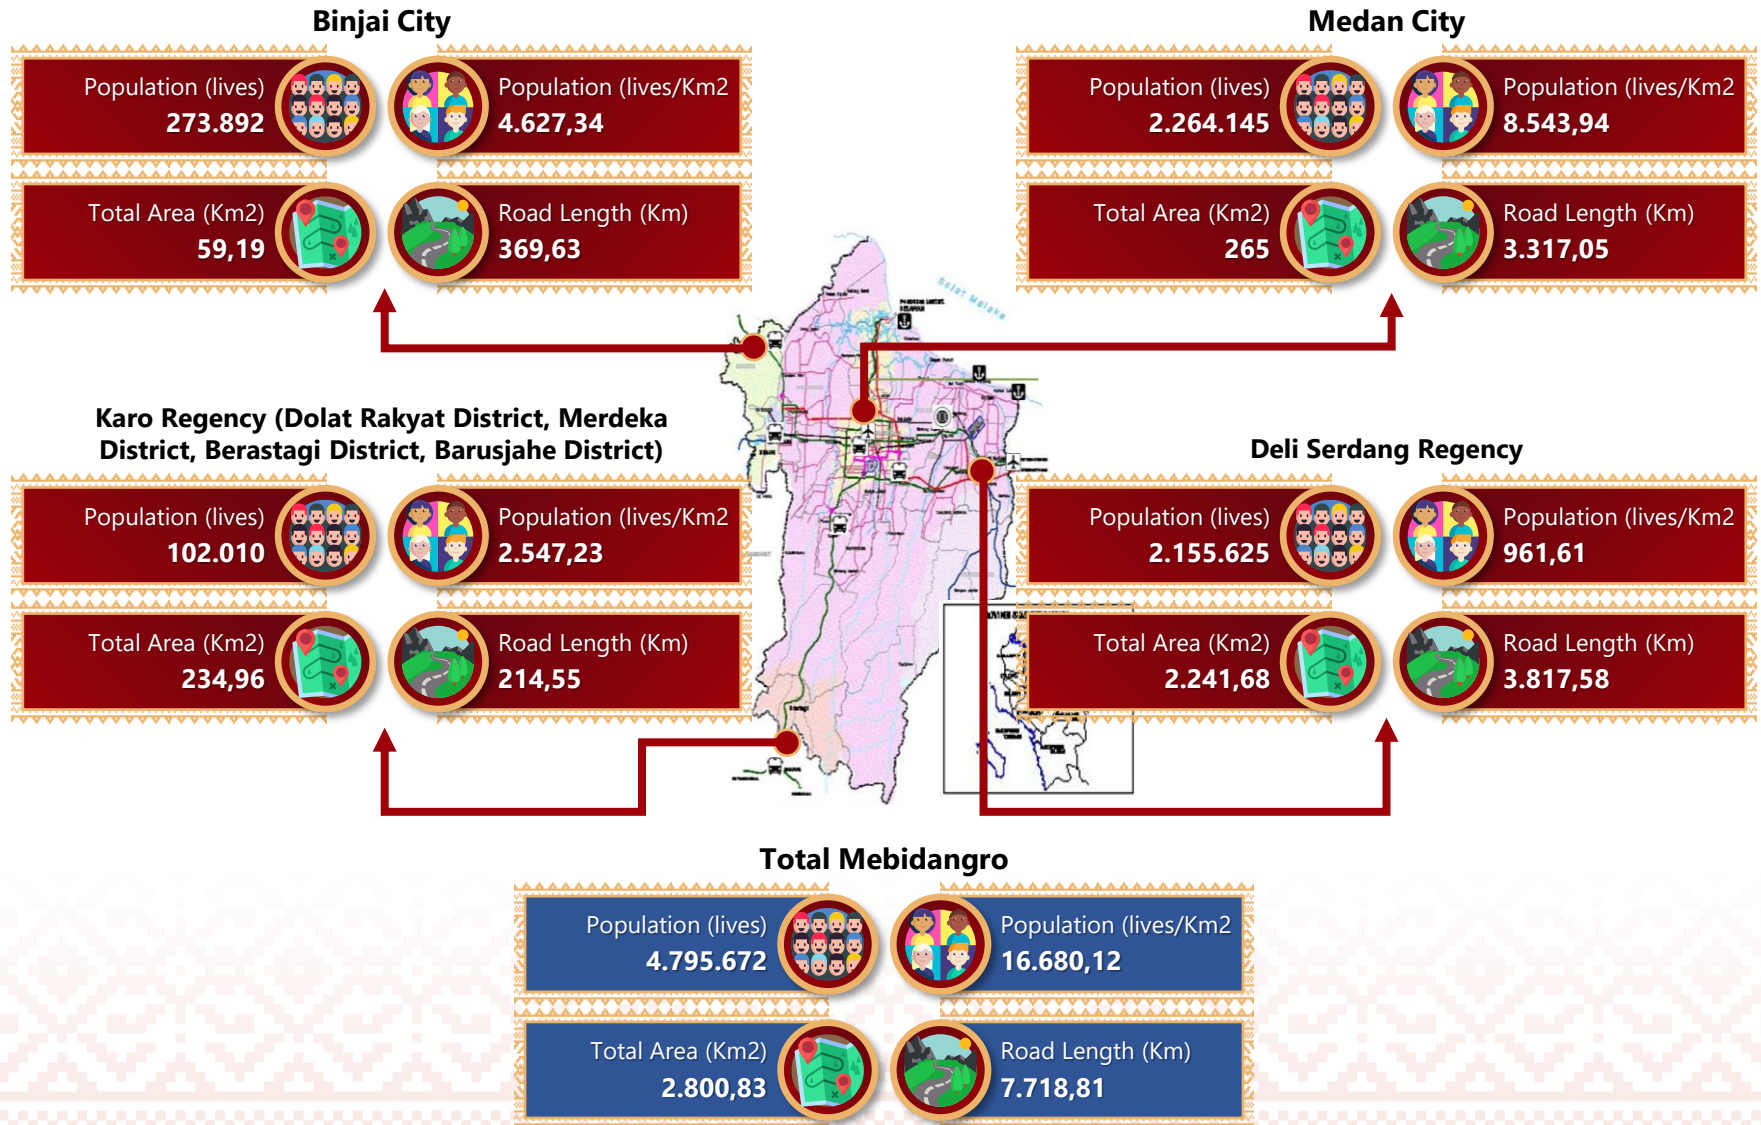 Binjai City
Population (lives)
273.892
Population (lives/Km2
4.627,34
Total Area (Km2)
59,19
Road Length (Km)
369,63
Medan City
Population (lives)
2.264.145
Population (lives/Km2
8.543,94
Total Area (Km2)
265
Road Length (Km)
3.317,05
Selat Malaka
Karo Regency (Dolat Rakyat District, Merdeka
District, Berastagi District, Barusjahe District)
Population (lives)
102.010
Population (lives/Km2
2.547,23
Total Area (Km2)
234,96
Road Length (Km)
214,55
Deli Serdang Regency
Population (lives)
2.155.625
Population (lives/Km2
961,61
Total Area (Km2)
2.241,68
Road Length (Km)
3.817,58
Total Mebidangro
Population (lives)
4.795.672
Population (lives/Km2
16.680,12
Total Area (Km2)
2.800,83
Road Length (Km)
7.718,81